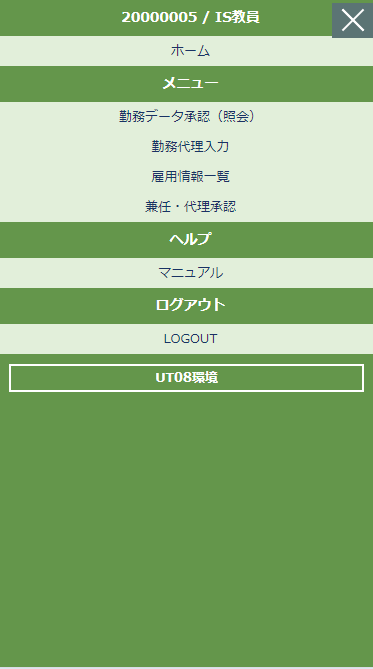 20000005 / IS教員
ホーム
メニュー
勤務データ承認（照会）
勤務代理入力
雇用情報一覧
兼任・代理承認
ヘルプ
マニュアル
ログアウト
LOGOUT
UT08環境